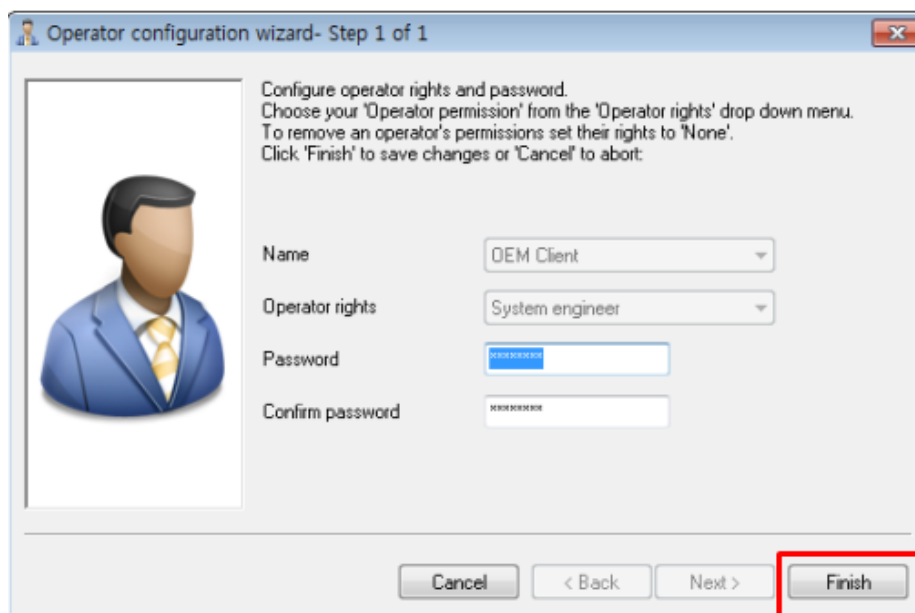 Operator configuration wizard- Step 1 of 1
Configure operator rights and password.
Choose your 'Operator permission' from the 'Operator rights' drop down menu.
To remove an operator's permissions set their rights to 'None'.
Click 'Finish' to save changes or 'Cancel' to abort:
Name
OEM Client
Operator rights
System engineer
Password
********
Confirm password
********
Cancel
< Back
Next >
Finish